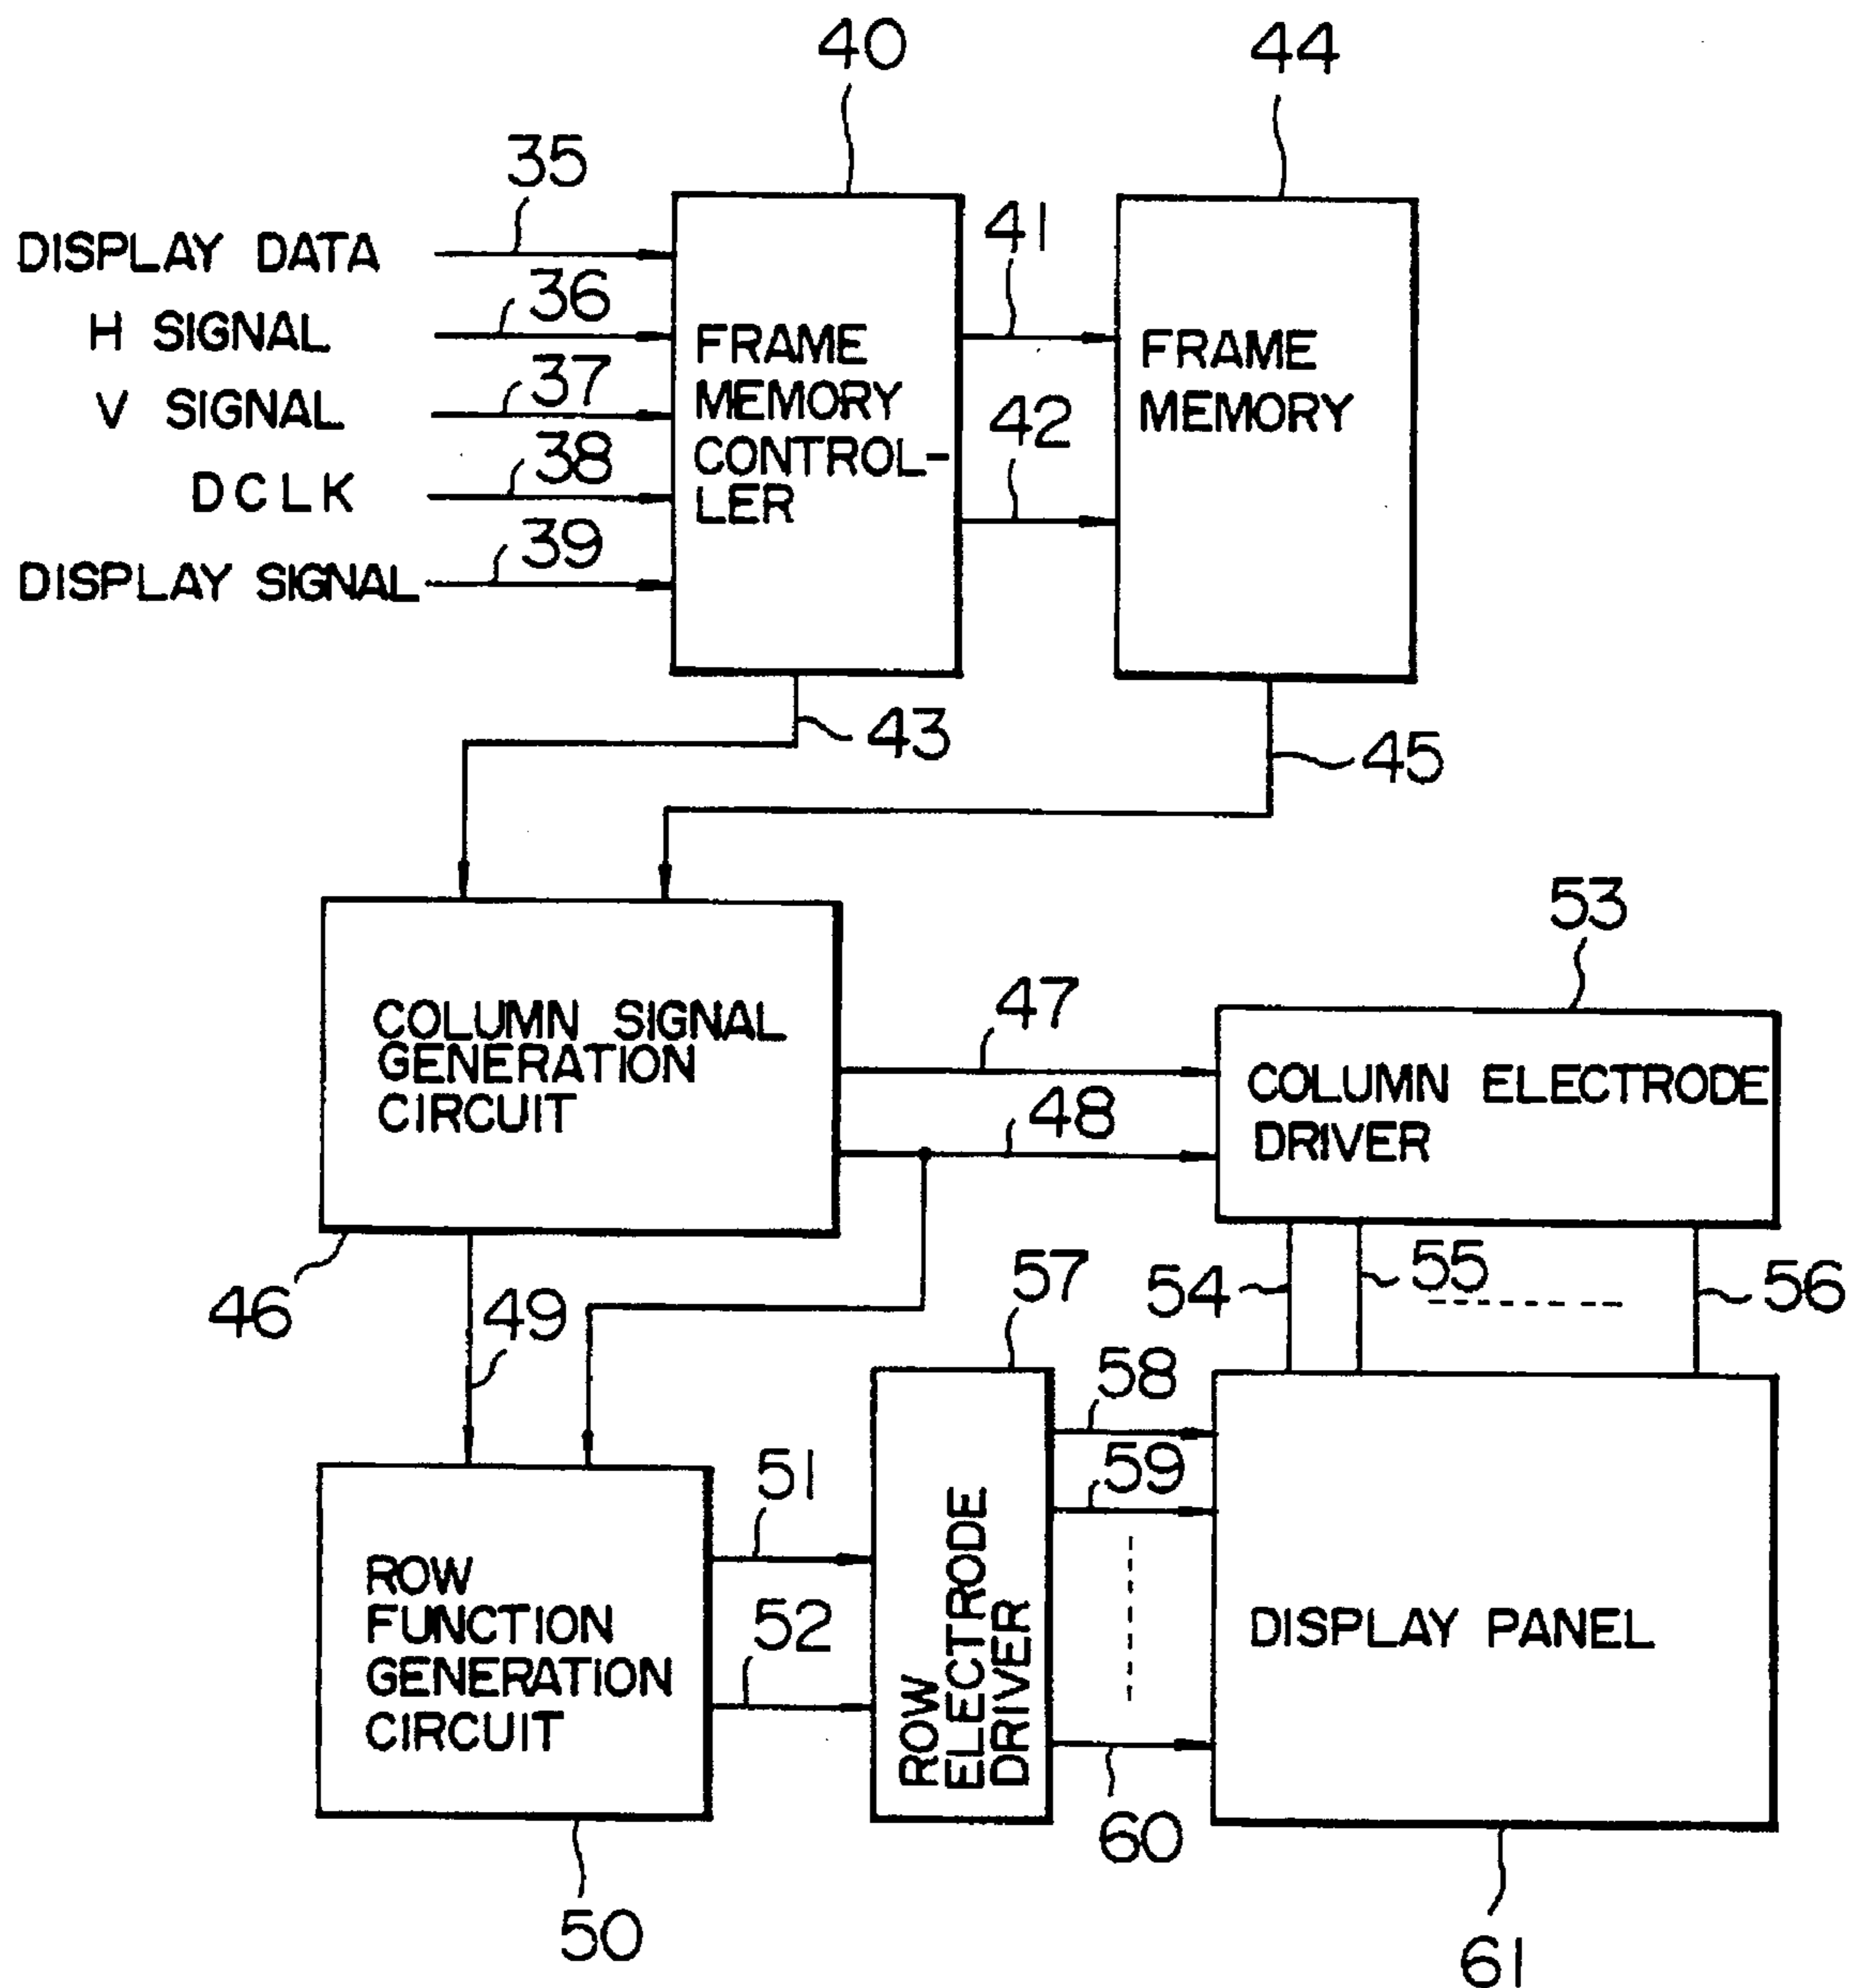 40
44
35
DISPLAY DATA
41
36
H SIGNAL
FRAME
MEMORY
CONTROL-
LER
FRAME
MEMORY
37
V SIGNAL
42
38
DCLK
39
DISPLAY SIGNAL
43
45
53
COLUMN SIGNAL
GENERATION
CIRCUIT
47
COLUMN ELECTRODE
DRIVER
48
46
49
57
54
55
56
58
59
51
ROW
FUNCTION
GENERATION
CIRCUIT
52
ROW
ELECTRODE
DRIVER
DISPLAY PANEL
60
50
61